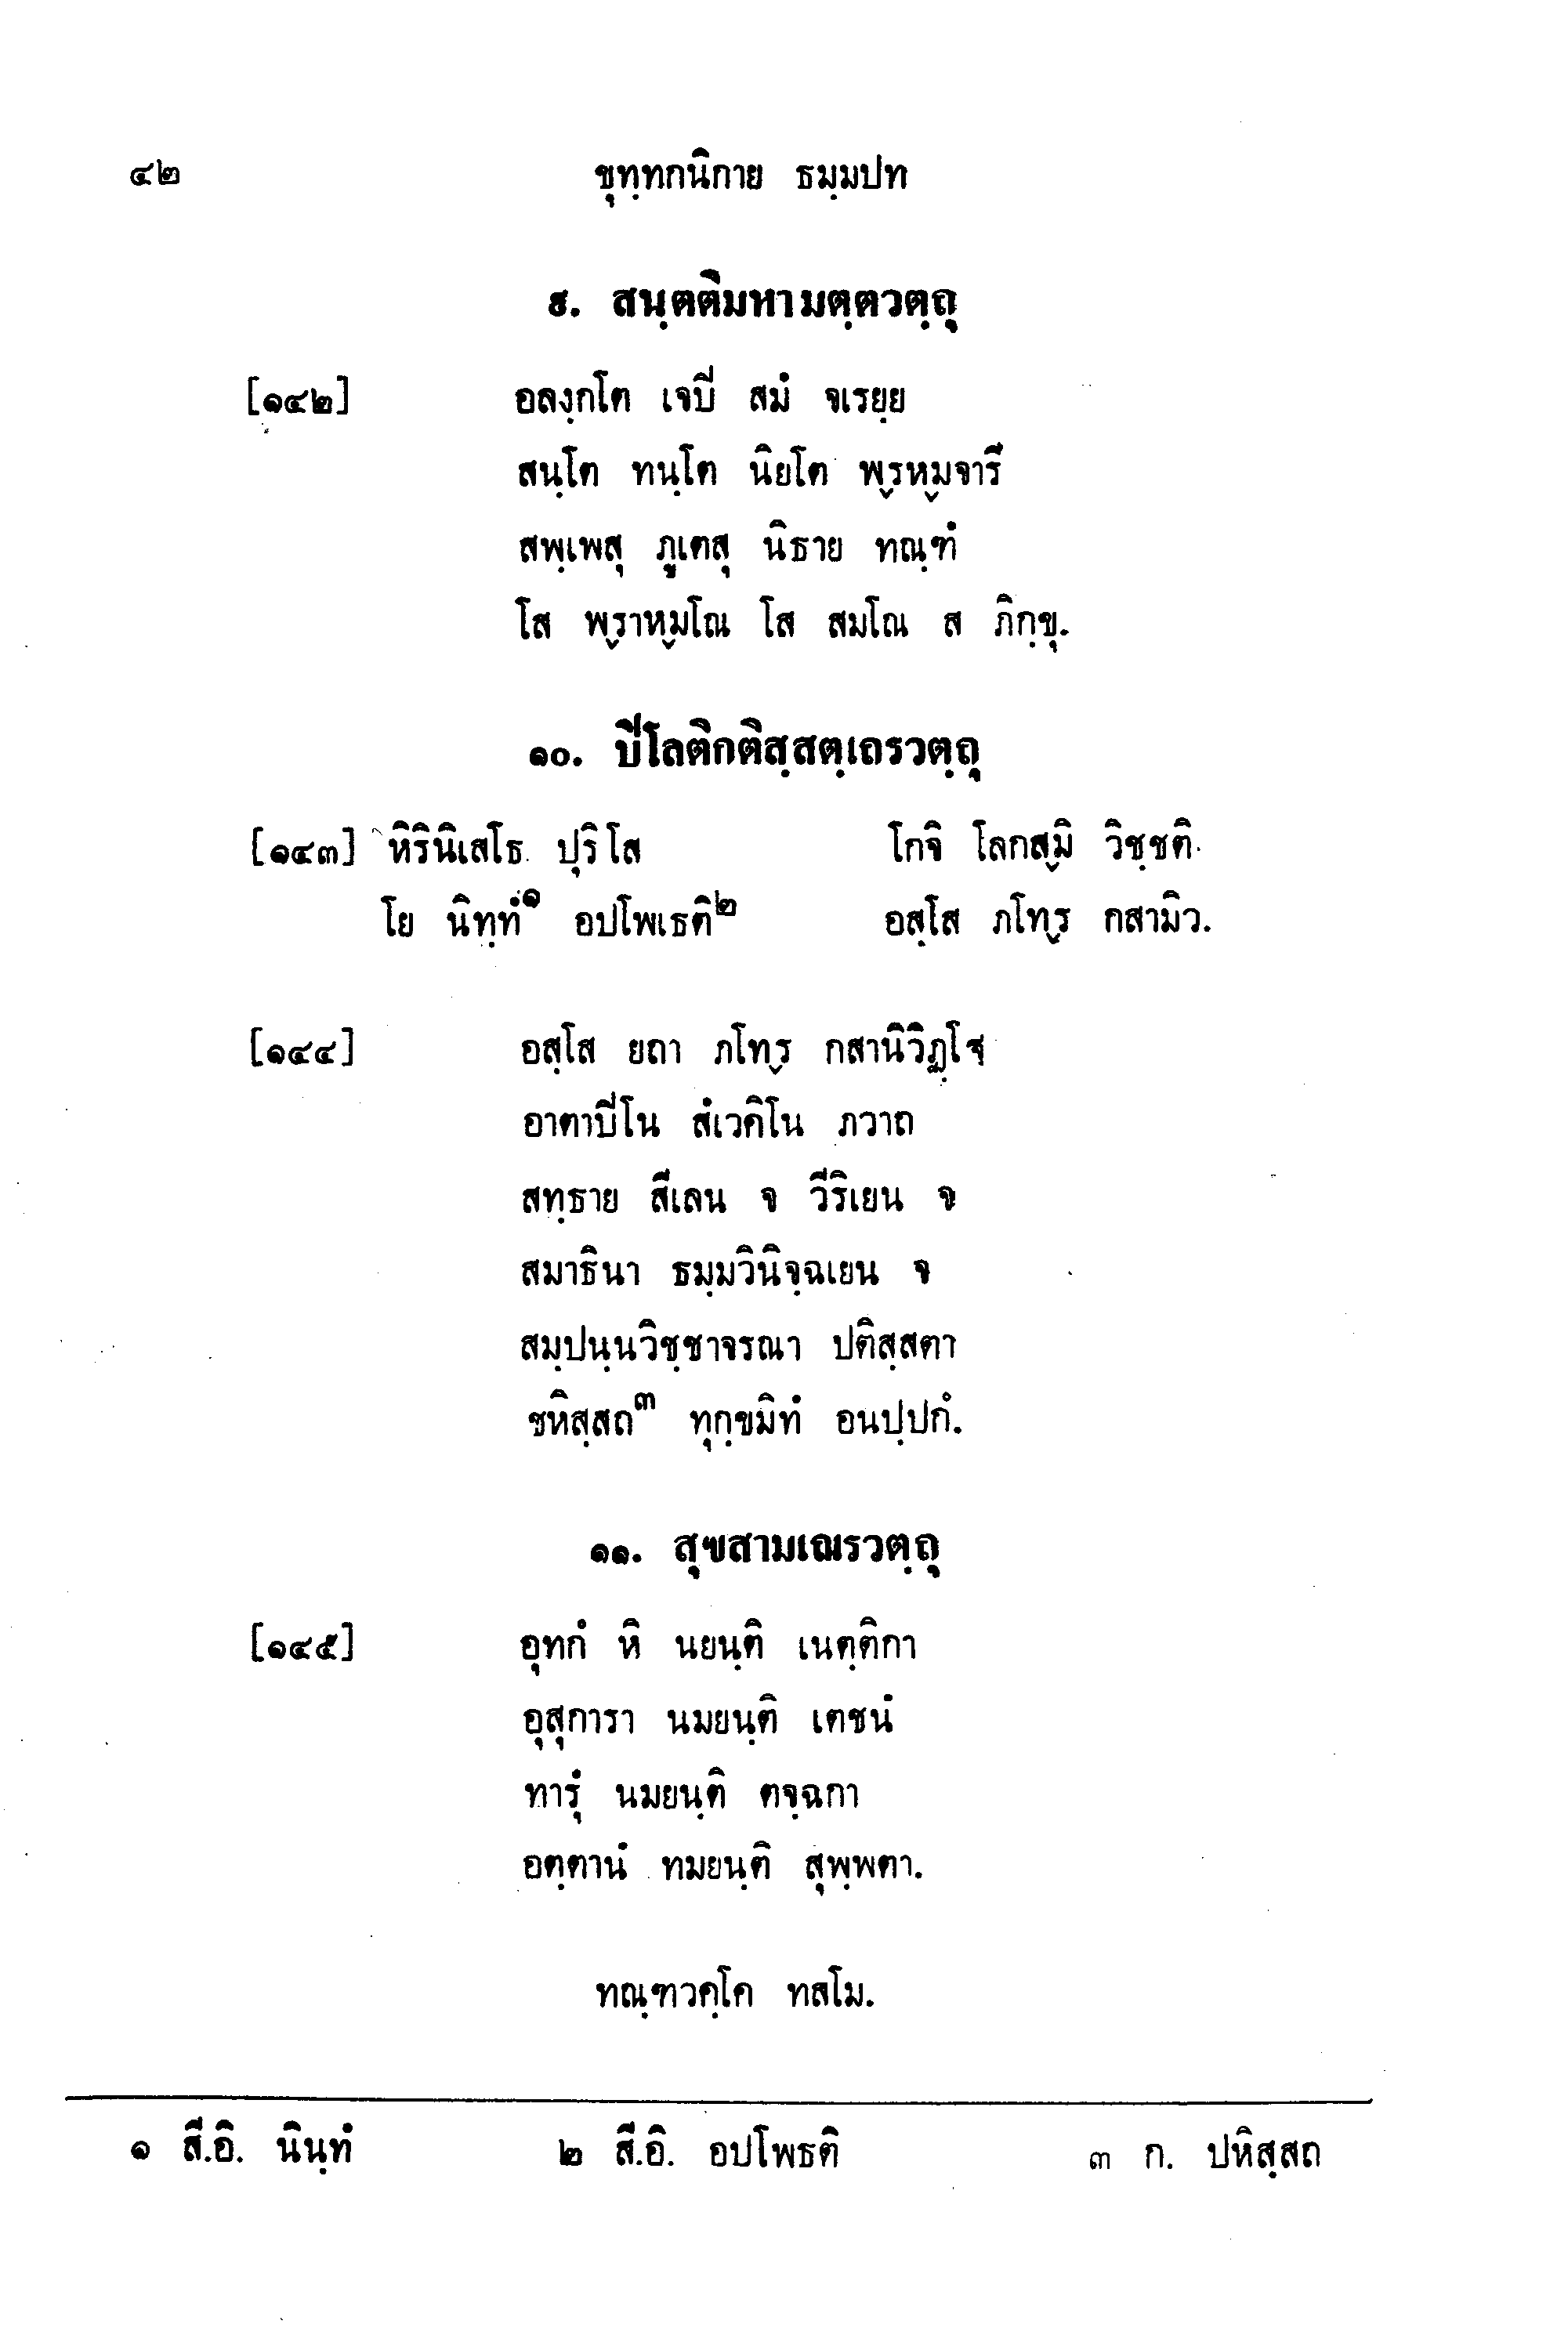 ๔๒ ขุทฺทกนิกาย ธมฺมปท
๙. สนฺตติมหามตฺตวตฺถุ
[๑๔๒] อลงฺกโต เจปี สมํ จเรยฺย
สนฺโต ทนฺโต นิยโต พฺรหฺมจารี
สพฺเพสุ ภูเตสุ นิธาย ทณฺฑํ
โส พฺราหฺมโณ โส สมโณ ส ภิกฺขุ.
๑๐. ปิโลติกติสฺสตฺเถรวตฺถุ
[๑๔๓] หิรินิเสโธ ปุริโส โกจิ โลกสฺมิ วิชฺชติ
โย นิทฺทํ๑ อปโพเธติ๒ อสฺโส ภโทฺร กสามิว.
[๑๔๔] อสฺโส ยถา ภโทฺร กสานิวิฏฺโฐ
อาตาปิโน สํเวคิโน ภวาถ
สทฺธาย สีเลน จ วีริเยน จ
สมาธินา ธมฺมวินิจฺฉเยน จ
สมฺปนฺนวิชฺชาจรณา ปติสฺสตา
ชหิสฺสถ๓ ทุกฺขมิทํ อนปฺปกํ.
๑๑. สุขสามเณรวตฺถุ
[๑๔๕] อุทกํ หิ นยนฺติ เนตฺติกา
อุสุการา นมยนฺติ เตชนํ
ทารุํ นมยนฺติ ตจฺฉกา
อตฺตานํ ทมยนฺติ สุพฺพตา.
ทณฺฑวคฺโค ทสโม.
๑ สี.อิ. นินฺทํ ๒ สี.อิ. อปโพธติ ๓ ก. ปหิสฺสถ